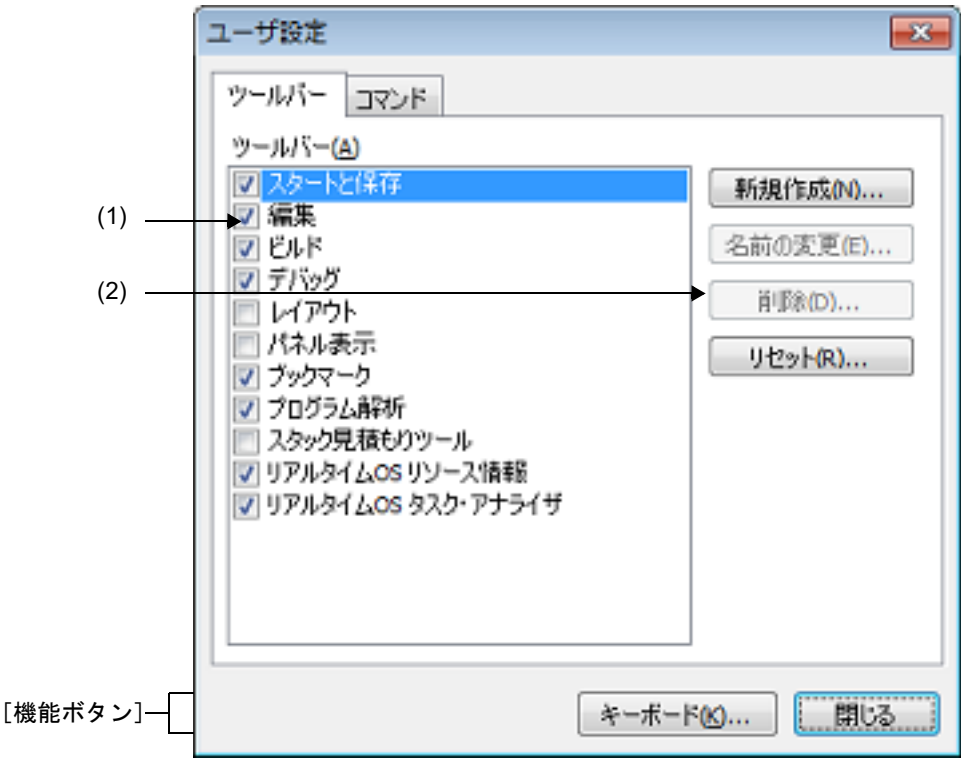 ユーザ設定
ツールバー コマンド
ツールバー(A)
スタートと保存
新規作成(N)...
(1)
編集
ビルド
名前の変更(E)...
デバッグ
(2)
削除(D)...
レイアウト
パネル表示
リセット(R)...
ブックマーク
プログラム解析
スタック見積もりツール
リアルタイムOS リソース情報
リアルタイムOS タスク・アナライザ
[機能ボタン]
キーボード(K)...
閉じる